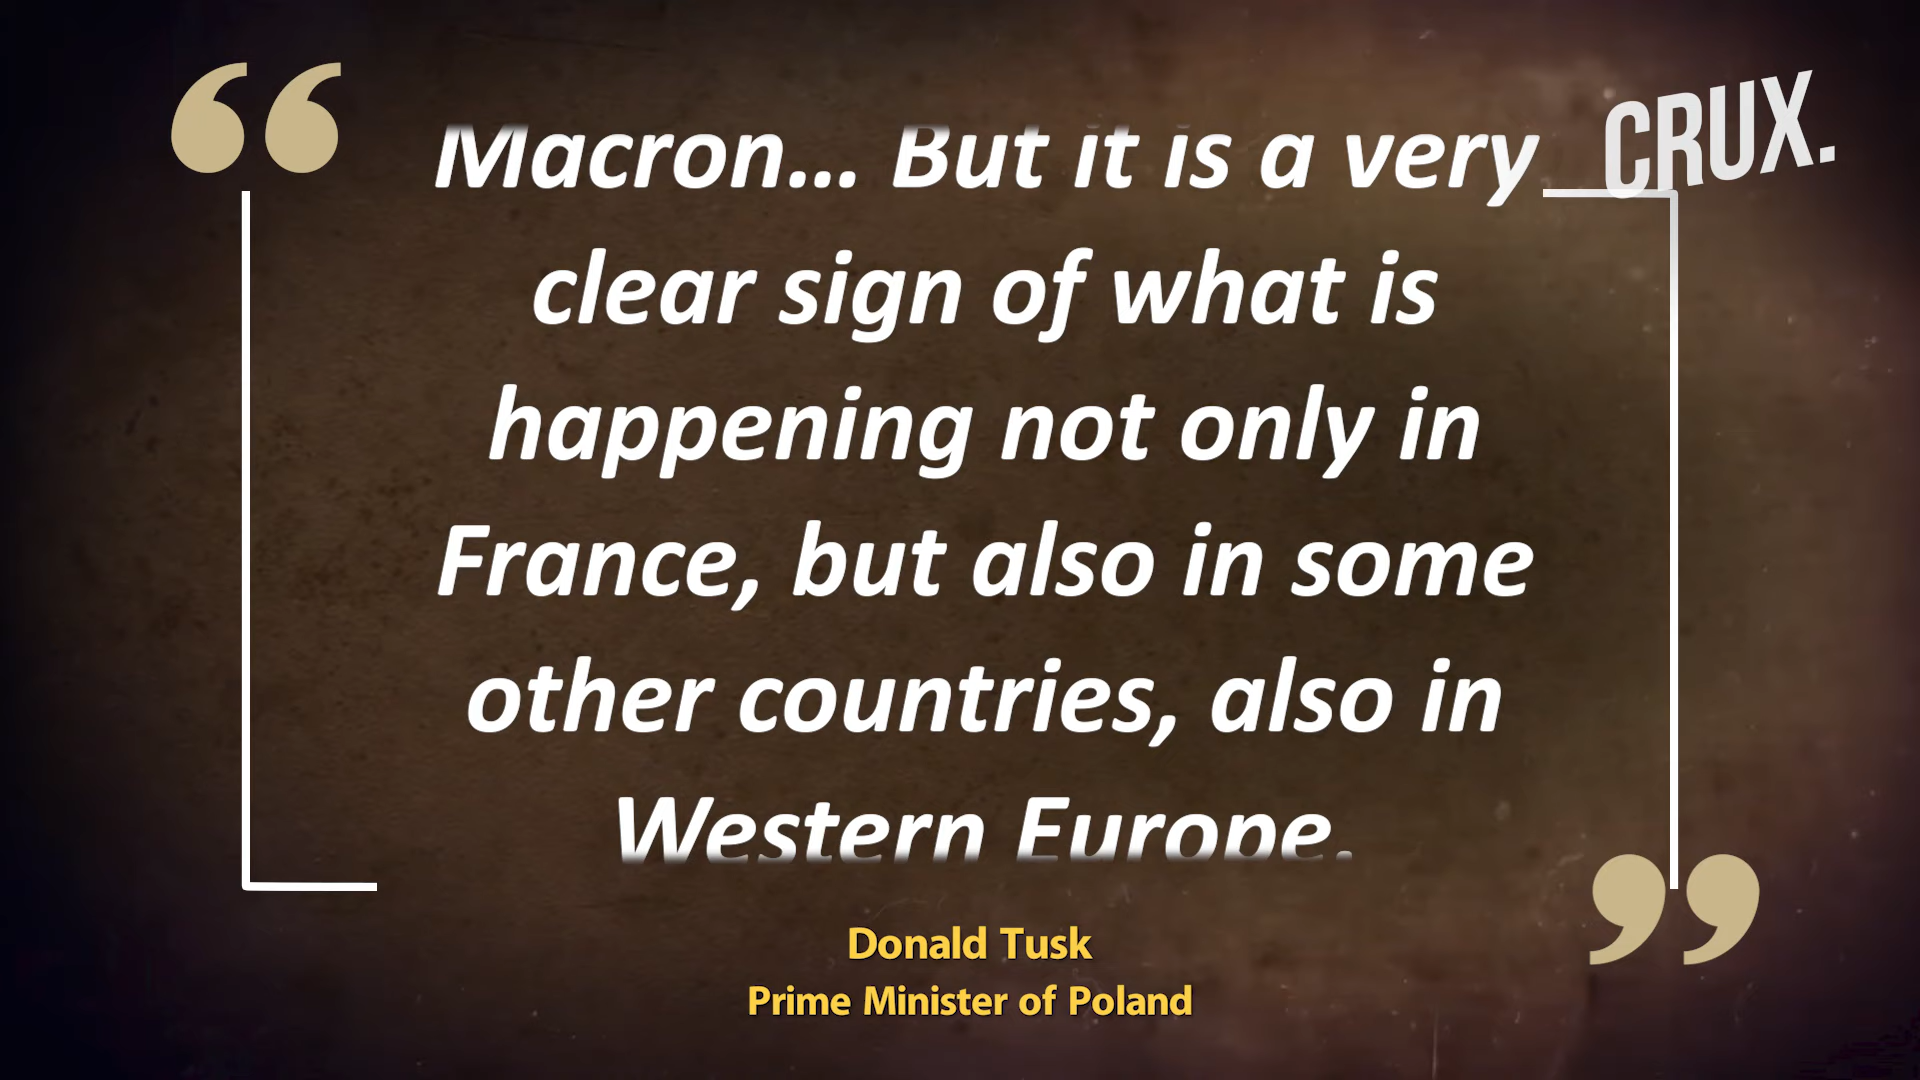 CRUX.
Macron... But it is a very
clear sign of what is
happening not only in
France, but also in some
other countries, also in
Western Europe.
Donald Tusk
Prime Minister of Poland